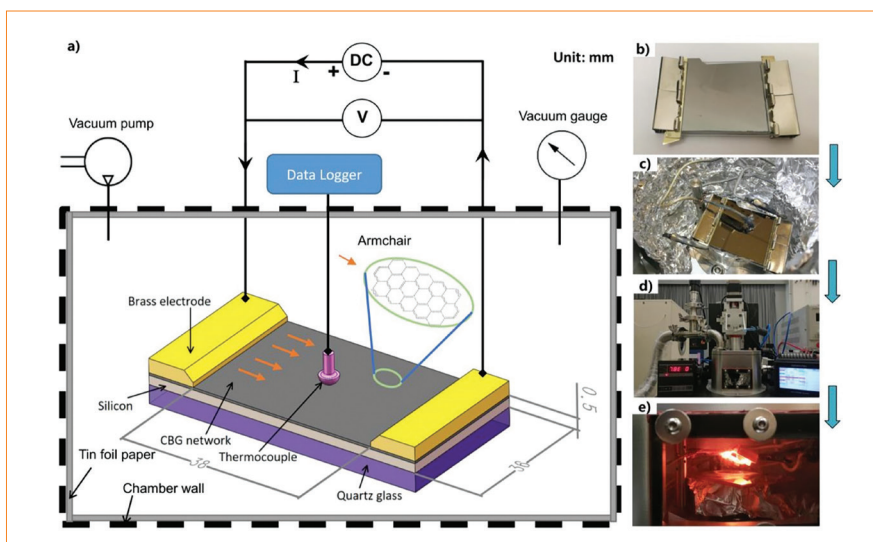 a)
I
+
DC
-
Unit: mm
V
Vacuum pump
Vacuum gauge
Data Logger
Armchair
Brass electrode
Silicon
CBG network
Thermocouple
Tin foil paper
Chamber wall
Quartz glass
38
38
0.5
b)
c)
d)
e)